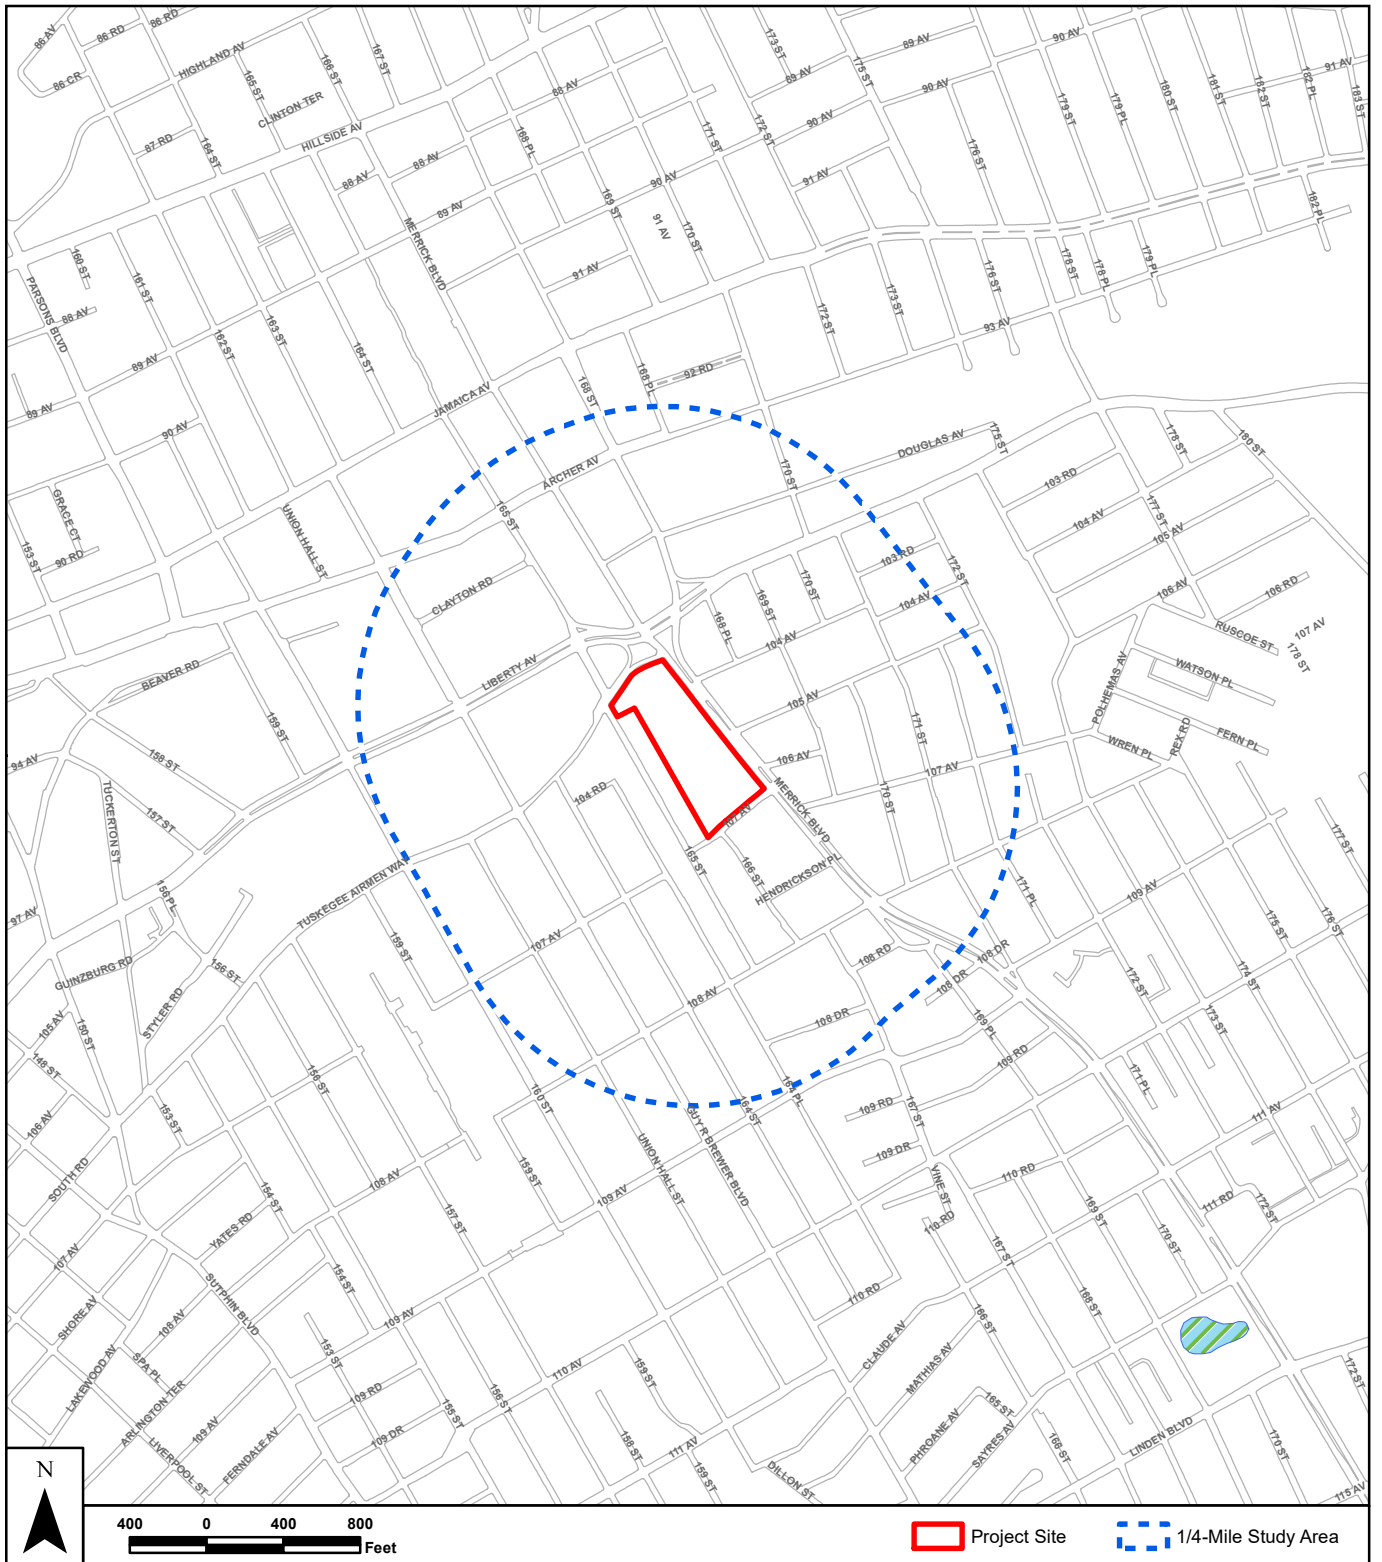 86 AV
86 RD
86 RD
HIGHLAND AV
166 ST
167 ST
173 ST
89 AV
90 AV
86 CR
165 ST
CLINTON TER
88 AV
89 AV
175 ST
90 AV
91 AV
179 ST
179 PL
180 ST
181 ST
182 ST
182 PL
183 ST
87 RD
164 ST
HILLSIDE AV
168 PL
171 ST
172 ST
90 AV
176 ST
88 AV
88 AV
90 AV
91 AV
89 AV
169 ST
91 AV
170 ST
182 PL
MERRICK BLVD
160 ST
161 ST
91 AV
176 ST
178 ST
178 PL
179 PL
PARSONS BLVD
88 AV
162 ST
163 ST
164 ST
172 ST
173 ST
93 AV
89 AV
168 ST
168 PL
92 RD
89 AV
JAMAICA AV
90 AV
DOUGLAS AV
175 ST
178 ST
180 ST
ARCHER AV
170 ST
103 RD
GRACE CT
UNION HALL ST
165 ST
177 ST
104 AV
105 AV
153 ST
90 RD
CLAYTON RD
103 RD
172 ST
170 ST
169 ST
104 AV
106 AV
106 RD
168 PL
104 AV
RUSCOE ST
107 AV
178 ST
BEAVER RD
LIBERTY AV
WATSON PL
POLHEMAS AV
105 AV
159 ST
171 ST
REX RD
FERN PL
WREN PL
94 AV
158 ST
106 AV
107 AV
104 RD
170 ST
MERRICK BLVD
TUCKERTON ST
157 ST
107 AV
177 ST
165 ST
166 ST
HENDRICKSON PL
TUSKEGEE AIRMEN WAY
171 PL
109 AV
156 PL
97 AV
175 ST
176 ST
159 ST
107 AV
108 RD
108 DR
GUINZBURG RD
156 ST
108 DR
172 ST
174 ST
STYLER RD
108 AV
105 AV
150 ST
108 DR
169 PL
173 ST
148 ST
109 RD
156 ST
171 PL
160 ST
164 PL
164 ST
106 AV
153 ST
109 RD
167 ST
111 AV
GUY R BREWER BLVD
UNION HALL ST
109 DR
SOUTH RD
108 AV
159 ST
VINE ST
110 RD
154 ST
109 AV
111 RD
172 ST
169 ST
157 ST
YATES RD
110 RD
170 ST
167 ST
107 AV
154 ST
SUTPHIN BLVD
110 RD
168 ST
SHORE AV
108 AV
109 AV
166 ST
CLAUDE AV
153 ST
MATHIAS AV
LAKEWOOD AV
SPA PL
110 AV
159 ST
172 ST
ARLINGTON TER
109 RD
156 ST
165 ST
109 AV
155 ST
PHROANE AV
SAYRES AV
LINDEN BLVD
170 ST
LIVERPOOL ST
FERNDALE AV
109 DR
158 ST
111 AV
166 ST
159 ST
DILLON ST
115 AV
N
400 0 400 800
Feet
Project Site
1/4-Mile Study Area